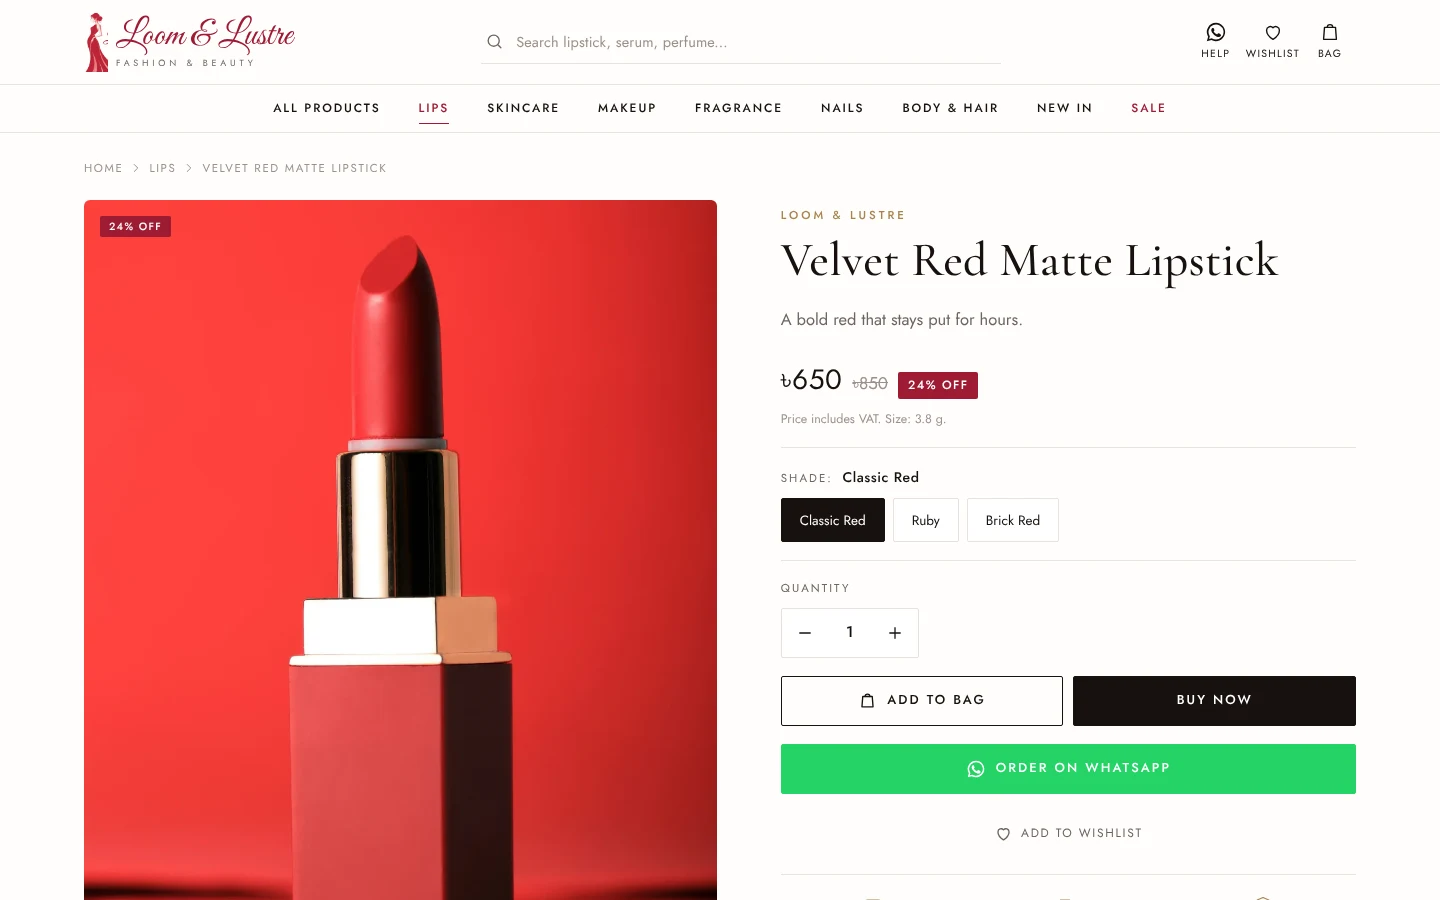 Loom & Lustre
FASHION & BEAUTY
Search lipstick, serum, perfume...
HELP
WISHLIST
BAG
ALL PRODUCTS
LIPS
SKINCARE
MAKEUP
FRAGRANCE
NAILS
BODY & HAIR
NEW IN
SALE
HOME > LIPS > VELVET RED MATTE LIPSTICK
24% OFF
LOOM & LUSTRE
Velvet Red Matte Lipstick
A bold red that stays put for hours.
৳650 ৳850 24% OFF
Price includes VAT. Size: 3.8 g.
SHADE: Classic Red
Classic Red
Ruby
Brick Red
QUANTITY
− 1 +
ADD TO BAG
BUY NOW
ORDER ON WHATSAPP
ADD TO WISHLIST